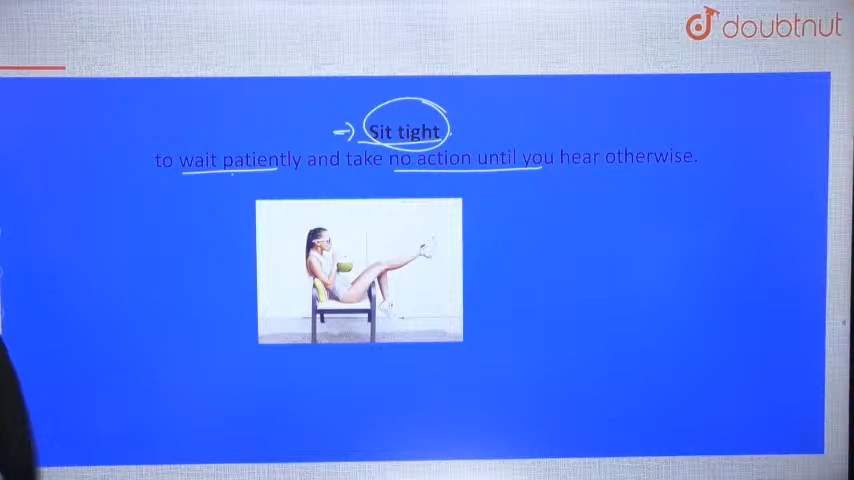 doubtnut
Sit tight
to wait patiently and take no action until you hear otherwise.